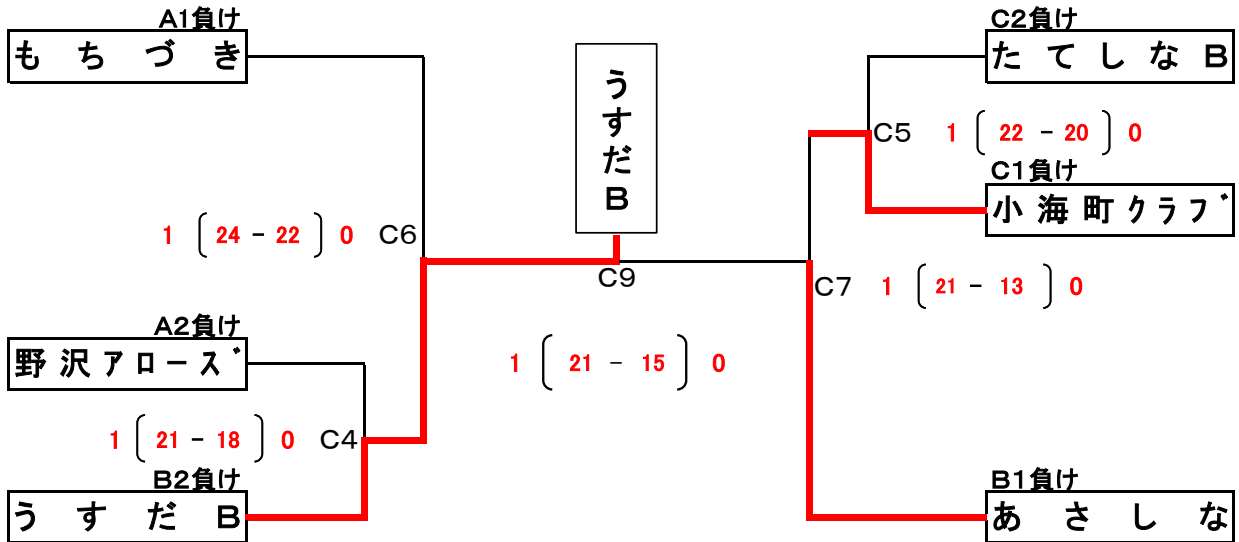 A1負け
もちづき
C2負け
たてしなB
うすだB
C5 1 ( 22 - 20 ) 0
C1負け
小海町クラブ
1 ( 24 - 22 ) 0 C6
C9
C7 1 ( 21 - 13 ) 0
A2負け
野沢アローズ
1 ( 21 - 15 ) 0
1 ( 21 - 18 ) 0 C4
B2負け
うすだB
B1負け
あさしな